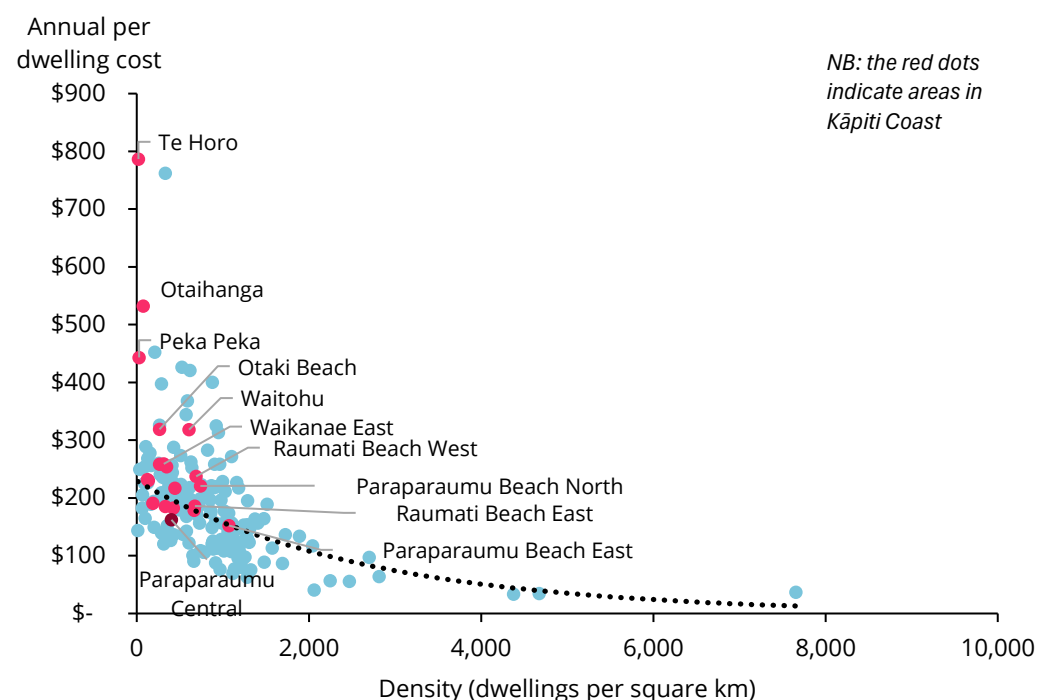 Annual per
dwelling cost
NB: the red dots
indicate areas in
Kāpiti Coast
$900
$800
$700
$600
$500
$400
$300
$200
$100
$-
Te Horo
Otaihanga
Peka Peka
Otaki Beach
Waitohu
Waikanae East
Raumati Beach West
Paraparaumu Beach North
Raumati Beach East
Paraparaumu Beach East
Paraparaumu
Central
0
2,000
4,000
6,000
8,000
10,000
Density (dwellings per square km)